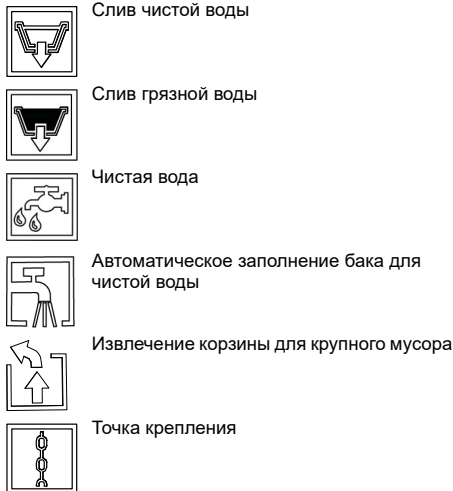 Слив чистой воды
Слив грязной воды
Чистая вода
Автоматическое заполнение бака для
чистой воды
Извлечение корзины для крупного мусора
Точка крепления